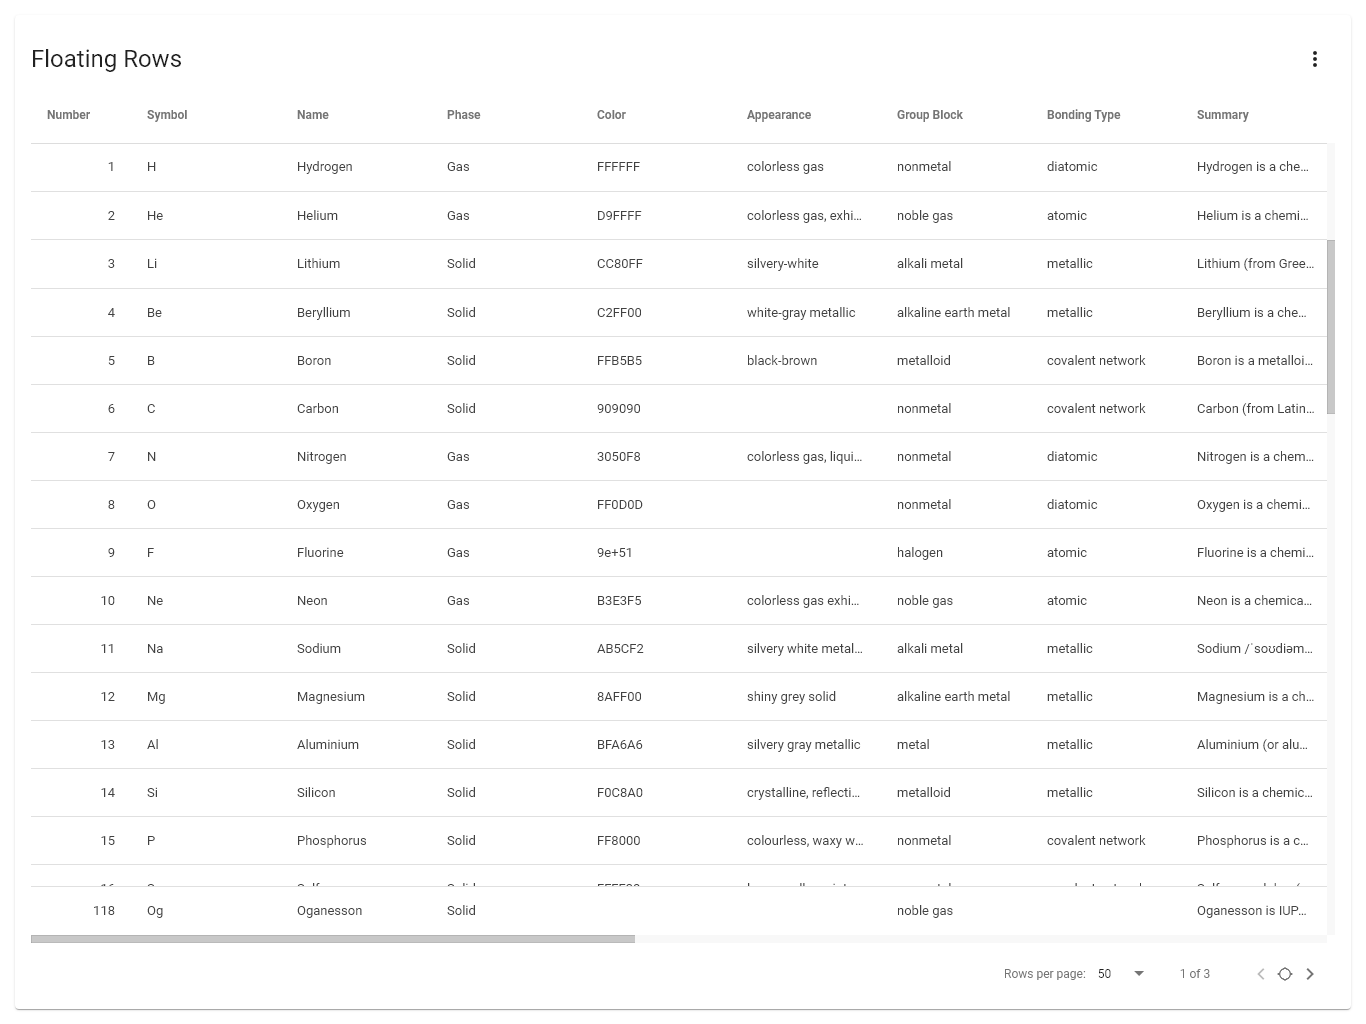 Floating Rows
Number Symbol Name Phase Color Appearance Group Block Bonding Type Summary
1 H Hydrogen Gas FFFFFF colorless gas nonmetal diatomic Hydrogen is a che...
2 He Helium Gas D9FFFF colorless gas, exhi... noble gas atomic Helium is a chemi...
3 Li Lithium Solid CC80FF silvery-white alkali metal metallic Lithium (from Gree...
4 Be Beryllium Solid C2FF00 white-gray metallic alkaline earth metal metallic Beryllium is a che...
5 B Boron Solid FFB5B5 black-brown metalloid covalent network Boron is a metalloi...
6 C Carbon Solid 909090 nonmetal covalent network Carbon (from Latin...
7 N Nitrogen Gas 3050F8 colorless gas, liqui... nonmetal diatomic Nitrogen is a chem...
8 O Oxygen Gas FF0D0D nonmetal diatomic Oxygen is a chemi...
9 F Fluorine Gas 9e+51 halogen atomic Fluorine is a chemi...
10 Ne Neon Gas B3E3F5 colorless gas exhi... noble gas atomic Neon is a chemica...
11 Na Sodium Solid AB5CF2 silvery white metal... alkali metal metallic Sodium /ˈsoʊdiəm...
12 Mg Magnesium Solid 8AFF00 shiny grey solid alkaline earth metal metallic Magnesium is a ch...
13 Al Aluminium Solid BFA6A6 silvery gray metallic metal metallic Aluminium (or alu...
14 Si Silicon Solid F0C8A0 crystalline, reflecti... metalloid metallic Silicon is a chemic...
15 P Phosphorus Solid FF8000 colourless, waxy w... nonmetal covalent network Phosphorus is a c...
118 Og Oganesson Solid noble gas Oganesson is IUP...
Rows per page: 50 1 of 3